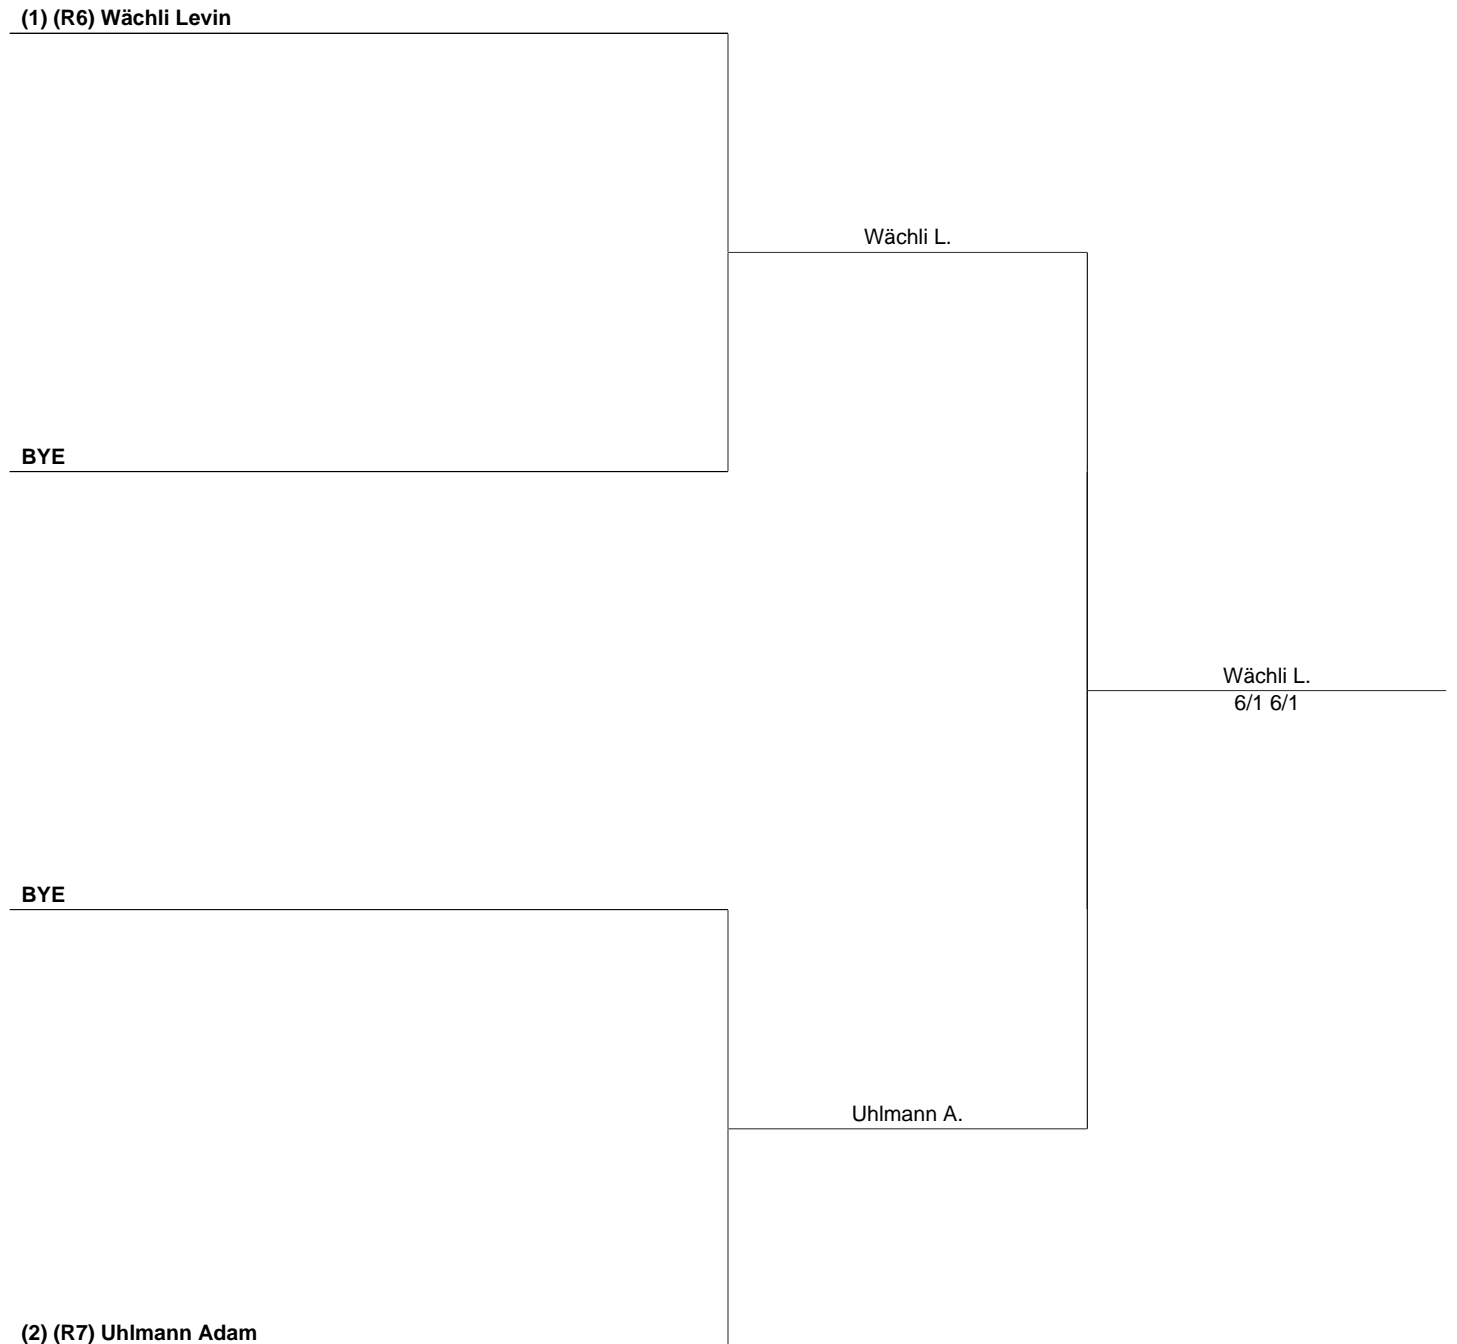 (1) (R6) Wächli Levin
Wächli L.
BYE
Wächli L.
6/1 6/1
BYE
Uhlmann A.
(2) (R7) Uhlmann Adam